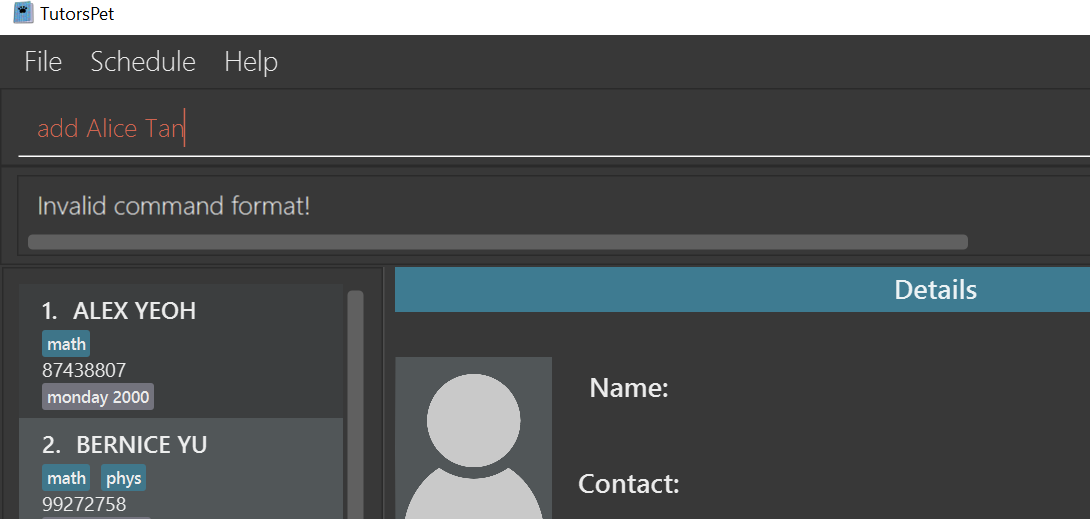 TutorsPet
File Schedule Help
add Alice Tan
Invalid command format!
1. ALEX YEOH
math
87438807
monday 2000
2. BERNICE YU
math phys
99272758
Details
Name:
Contact: